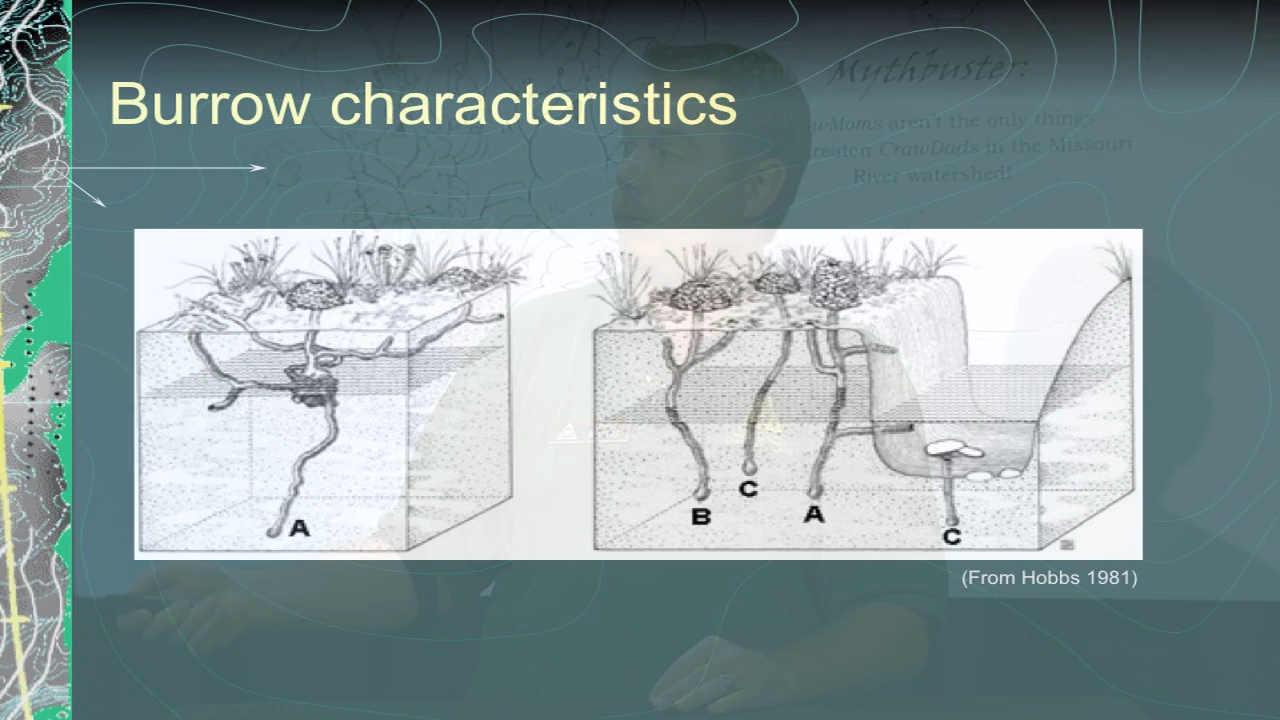 Mythbuster:
Burrow characteristics
aren't the only things
CrawDads in the Missouri
River watershed!
A
B
C
A
C
(From Hobbs 1981)